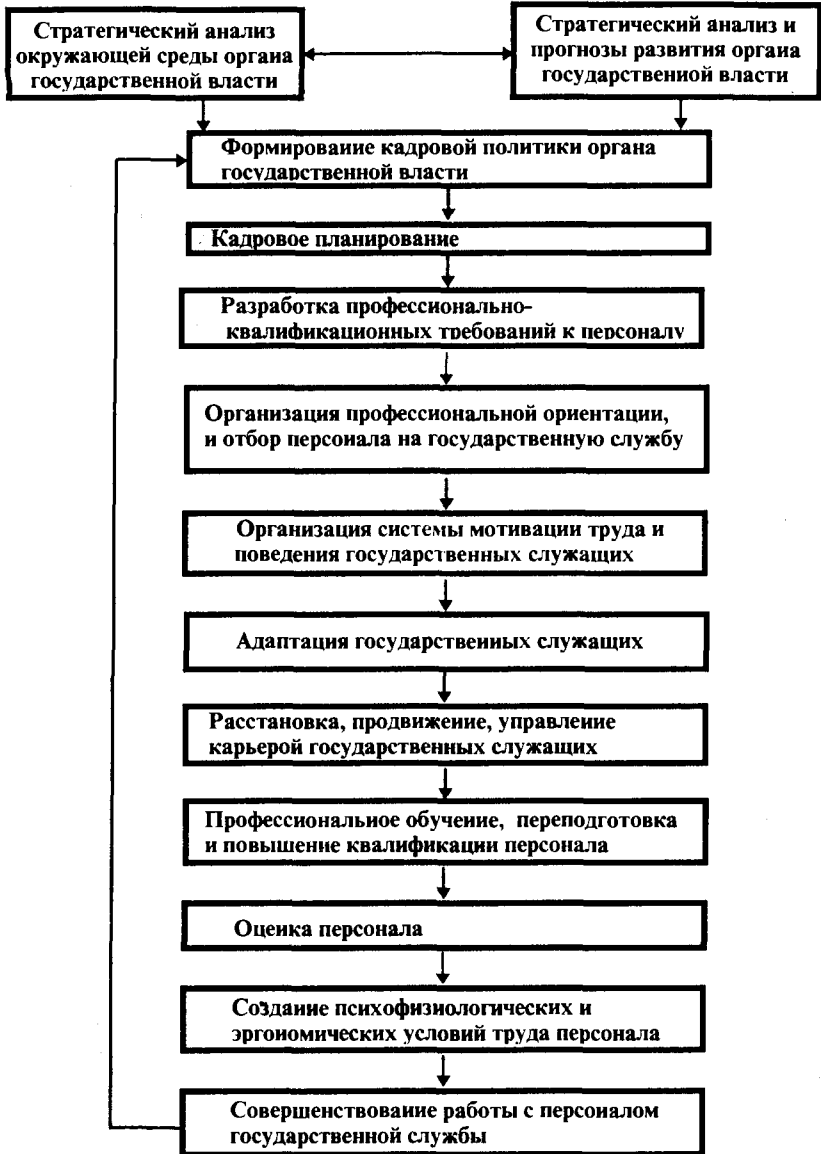 Стратегический анализ
окружающей среды органа
государственной власти
Стратегический анализ и
прогнозы развития органа
государственной власти
Формирование кадровой политики органа
государственной власти
Кадровое планирование
Разработка профессионально-
квалификационных требований к персоналу
Организация профессиональной ориентации,
и отбор персонала на государственную службу
Организация системы мотивации труда и
поведения государственных служащих
Адаптация государственных служащих
Расстановка, продвижение, управление
карьерой государственных служащих
Профессиональное обучение, переподготовка
и повышение квалификации персонала
Оценка персонала
Создание психофизиологических и
эргономических условий труда персонала
Совершенствование работы с персоналом
государственной службы